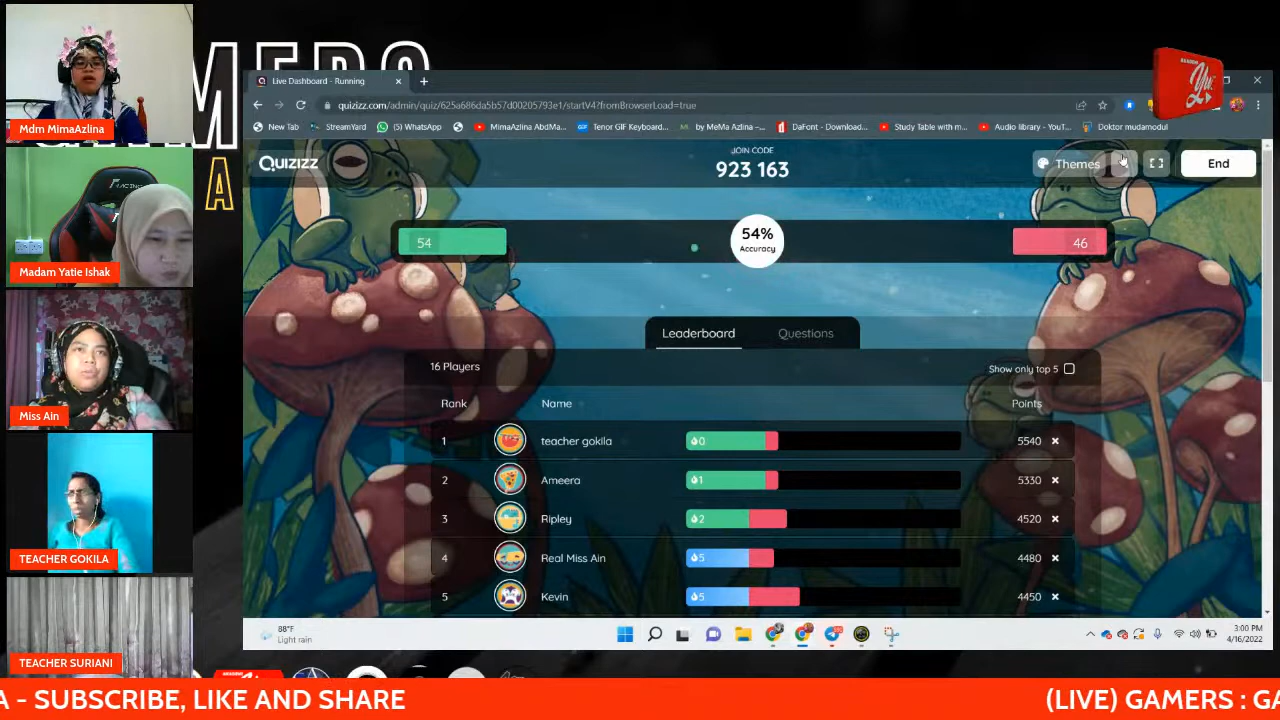 Mdm MimaAzlina
Madam Yatie Ishak
Miss Ain
TEACHER GOKILA
TEACHER SURIANI
A
Live Dashboard - Running
quizizz.com/admin/quiz/625a686da5b57d00205793e1/startV4?fromBrowserLoad=true
New Tab StreamYard (5) WhatsApp MimaAzlina AbdMa... Tenor GIF Keyboard... by MeMa Azlina –... DaFont - Download... Study Table with m... Audio library - YouT... Doktor mudamodul
Quizizz
JOIN CODE
923 163
Themes
End
54
54%
Accuracy
46
Leaderboard Questions
16 Players
Show only top 5
Rank Name Points
1 teacher gokila 0 5540
2 Ameera 1 5330
3 Ripley 2 4520
4 Real Miss Ain 5 4480
5 Kevin 5 4450
88°F
Light rain
3:00 PM
4/16/2022
A - SUBSCRIBE, LIKE AND SHARE
(LIVE) GAMERS : GA